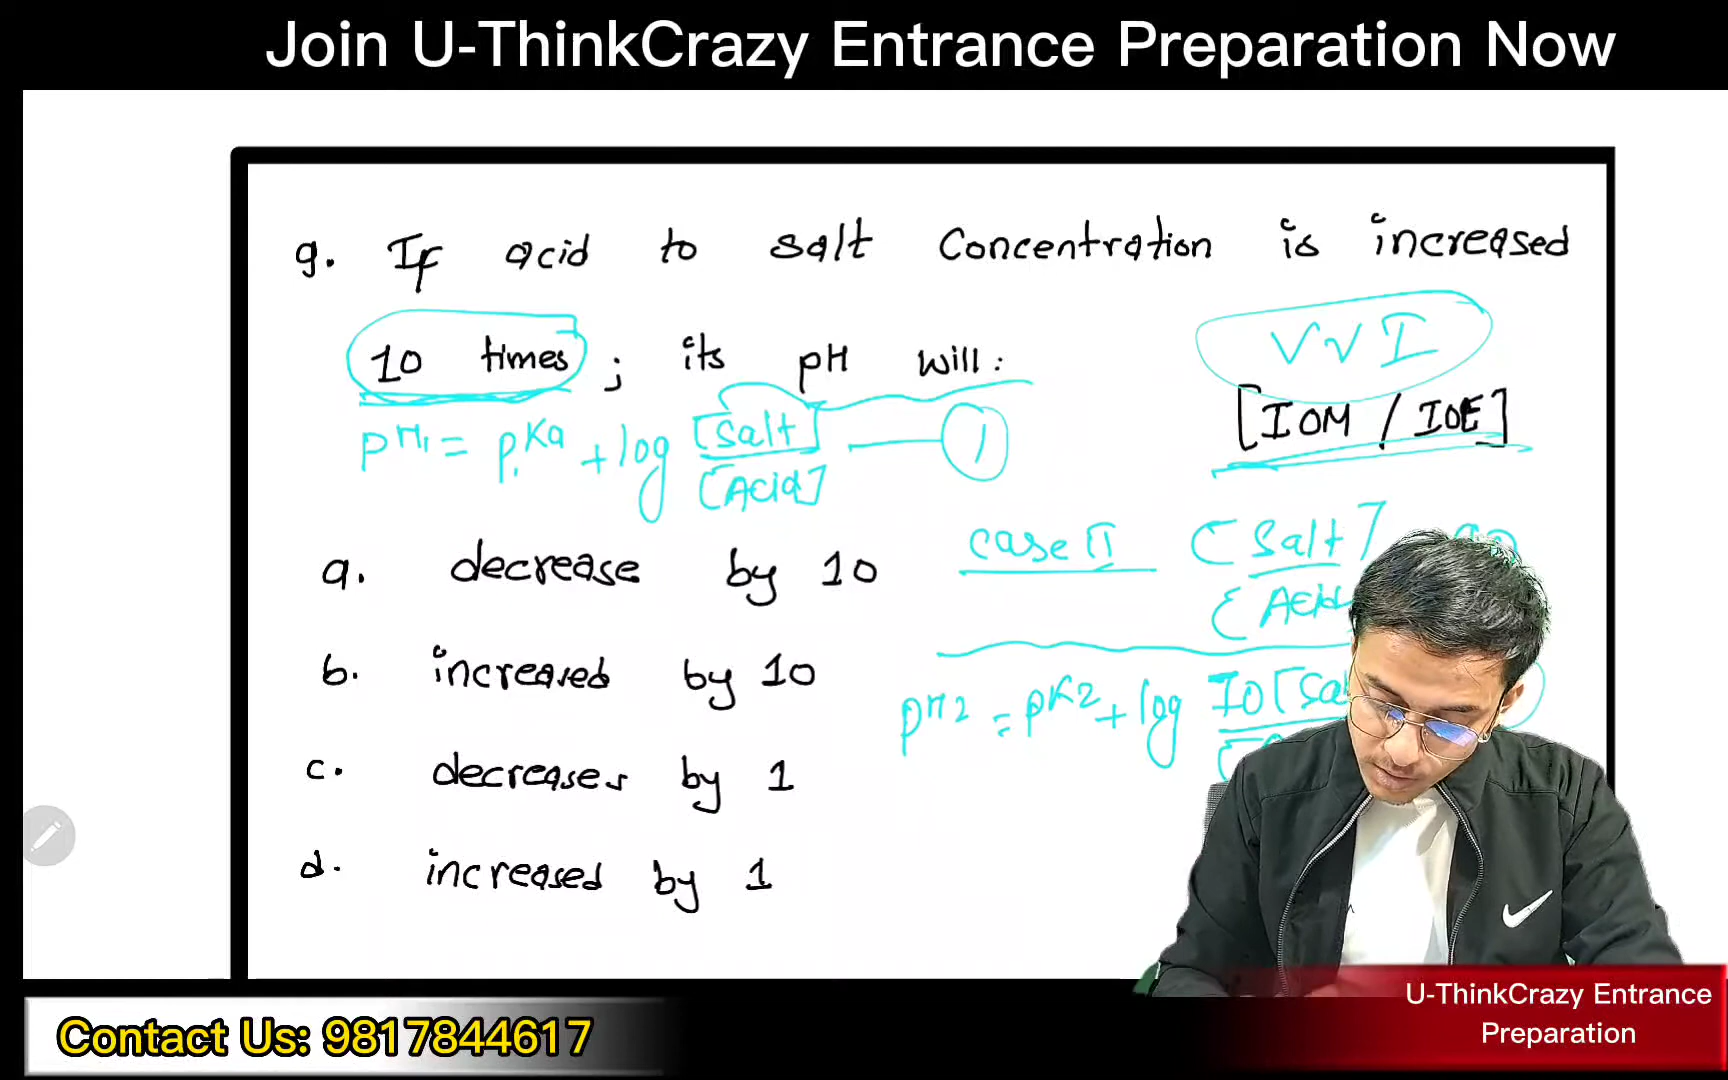 Join U-ThinkCrazy Entrance Preparation Now
9. If acid to salt Concentration is increased
10 times ; its pH will:
V V I
[IOM / IOE]
pH1 = pKa + log [Salt] / [Acid] 1
case II [Salt]
[Acid
a. decrease by 10
b. increased by 10
pH2 = pK2 + log 10 [Sal
c. decreases by 1
d. increased by 1
U-ThinkCrazy Entrance
Preparation
Contact Us: 9817844617